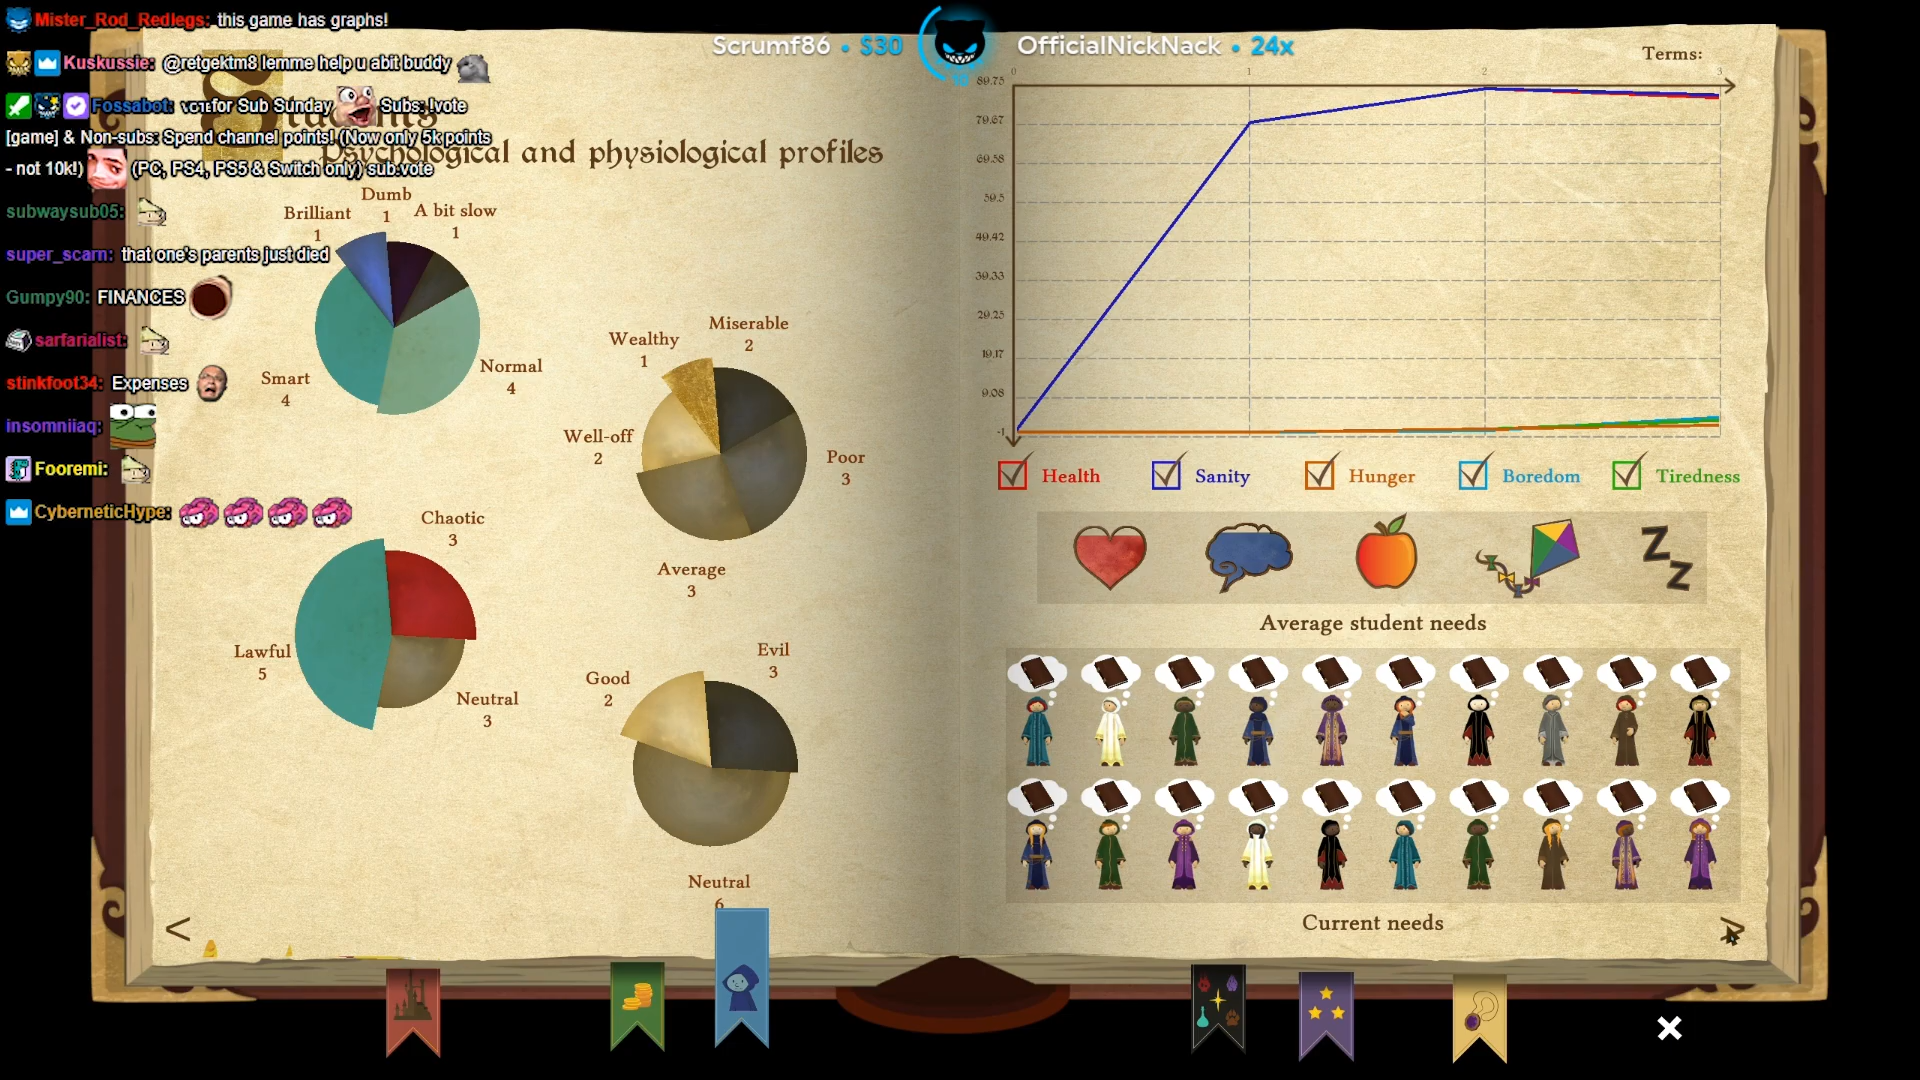 Mister_Rod_Redlegs: this game has graphs!
Kuskussie: @retgektm8 lemme help u abit buddy
Fossabot: VOTE for Sub Sunday Subs: !vote
[game] & Non-subs: Spend channel points! (Now only 5k points
- not 10k!) (PC, PS4, PS5 & Switch only) sub.vote
subwaysub05:
super_scarn: that one's parents just died
Gumpy90: FINANCES
sarfarialist:
stinkfoot34: Expenses
insomniiaq:
Fooremi:
CyberneticHype:
Scrumf86 • $30
OfficialNickNack • 24x
Students
Psychological and physiological profiles
Dumb
1
Brilliant
1
A bit slow
1
Normal
4
Smart
4
Miserable
2
Wealthy
1
Well-off
2
Poor
3
Average
3
Chaotic
3
Lawful
5
Neutral
3
Evil
3
Good
2
Neutral
6
<
Terms:
0 1 2 3
89.75
79.67
69.58
59.5
49.42
39.33
29.25
19.17
9.08
-1
Health Sanity Hunger Boredom Tiredness
Z
Z
Average student needs
Current needs
>